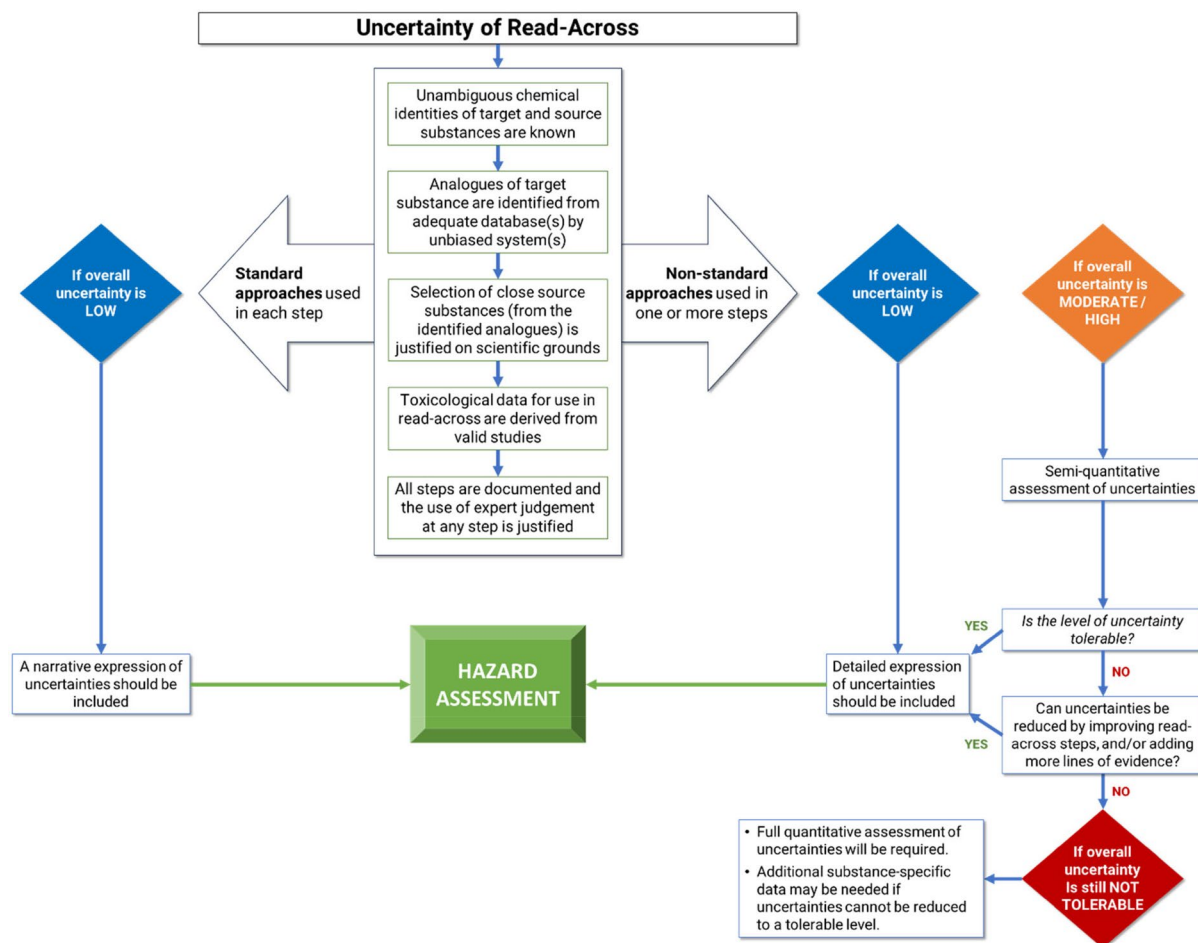 Uncertainty of Read-Across
Unambiguous chemical
identities of target and source
substances are known
Analogues of target
substance are identified from
adequate database(s) by
unbiased system(s)
Selection of close source
substances (from the
identified analogues) is
justified on scientific grounds
Toxicological data for use in
read-across are derived from
valid studies
All steps are documented and
the use of expert judgement
at any step is justified
Standard
approaches used
in each step
Non-standard
approaches used in
one or more steps
If overall
uncertainty is
LOW
If overall
uncertainty is
LOW
If overall
uncertainty is
MODERATE /
HIGH
Semi-quantitative
assessment of uncertainties
Is the level of uncertainty
tolerable?
YES
NO
A narrative expression of
uncertainties should be
included
HAZARD
ASSESSMENT
Detailed expression
of uncertainties
should be included
Can uncertainties be
reduced by improving read-
across steps, and/or adding
more lines of evidence?
YES
NO
If overall
uncertainty
Is still NOT
TOLERABLE
• Full quantitative assessment of
uncertainties will be required.
• Additional substance-specific
data may be needed if
uncertainties cannot be reduced
to a tolerable level.